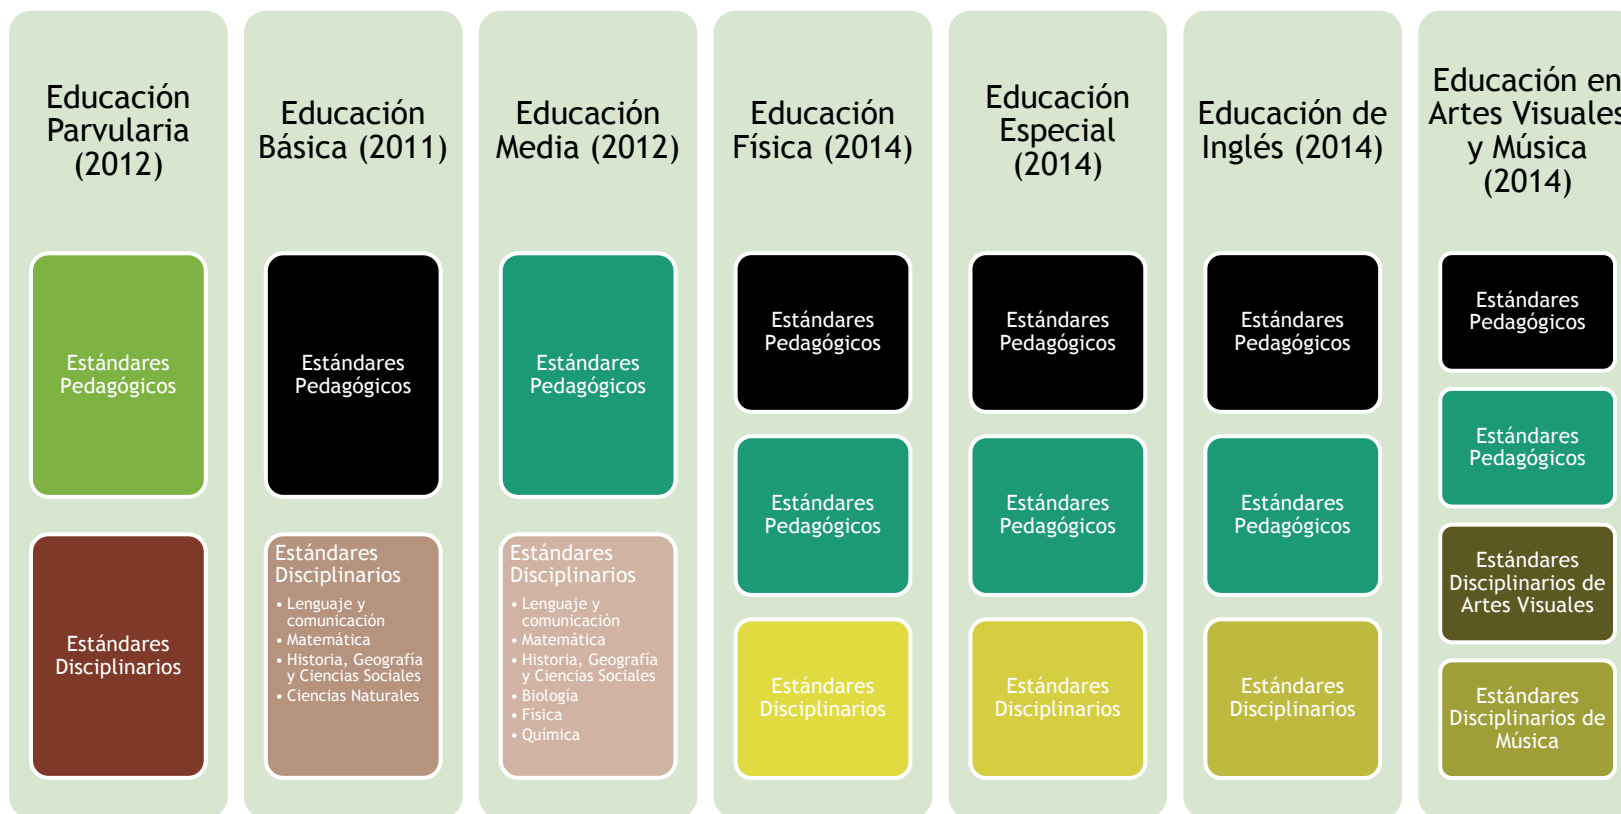 Educación
Parvularia
(2012)
Estándares
Pedagógicos
Estándares
Disciplinarios
Educación
Básica (2011)
Estándares
Pedagógicos
Estándares
Disciplinarios
• Lenguaje y
comunicación
• Matemática
• Historia, Geografía
y Ciencias Sociales
• Ciencias Naturales
Educación
Media (2012)
Estándares
Pedagógicos
Estándares
Disciplinarios
• Lenguaje y
comunicación
• Matemática
• Historia, Geografía
y Ciencias Sociales
• Biología
• Física
• Química
Educación
Física (2014)
Estándares
Pedagógicos
Estándares
Pedagógicos
Estándares
Disciplinarios
Educación
Especial
(2014)
Estándares
Pedagógicos
Estándares
Pedagógicos
Estándares
Disciplinarios
Educación de
Inglés (2014)
Estándares
Pedagógicos
Estándares
Pedagógicos
Estándares
Disciplinarios
Educación en
Artes Visuales
y Música
(2014)
Estándares
Pedagógicos
Estándares
Pedagógicos
Estándares
Disciplinarios de
Artes Visuales
Estándares
Disciplinarios de
Música